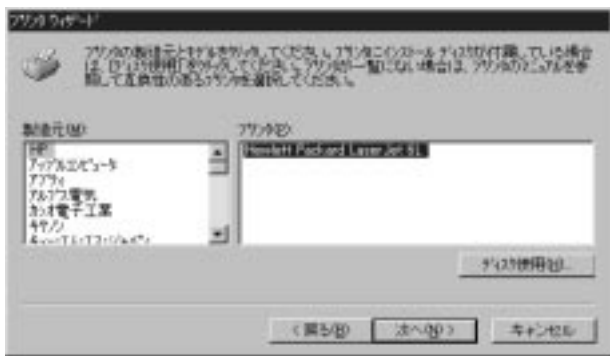 プリンタ ウィザード
プリンタの製造元とモデルをクリックしてください。プリンタにインストール ディスクが付属している場合
は、[ディスク使用] をクリックしてください。プリンタが一覧にない場合は、プリンタのマニュアルを参
照して互換性のあるプリンタを選択してください。
製造元(M):
プリンタ(P):
HP
アップルコンピュータ
アプティ
アルプス電気
カシオ電子工業
キヤノン
Hewlett Packard LaserJet 6L
ディスク使用(H)...
< 戻る(B)
次へ(N) >
キャンセル